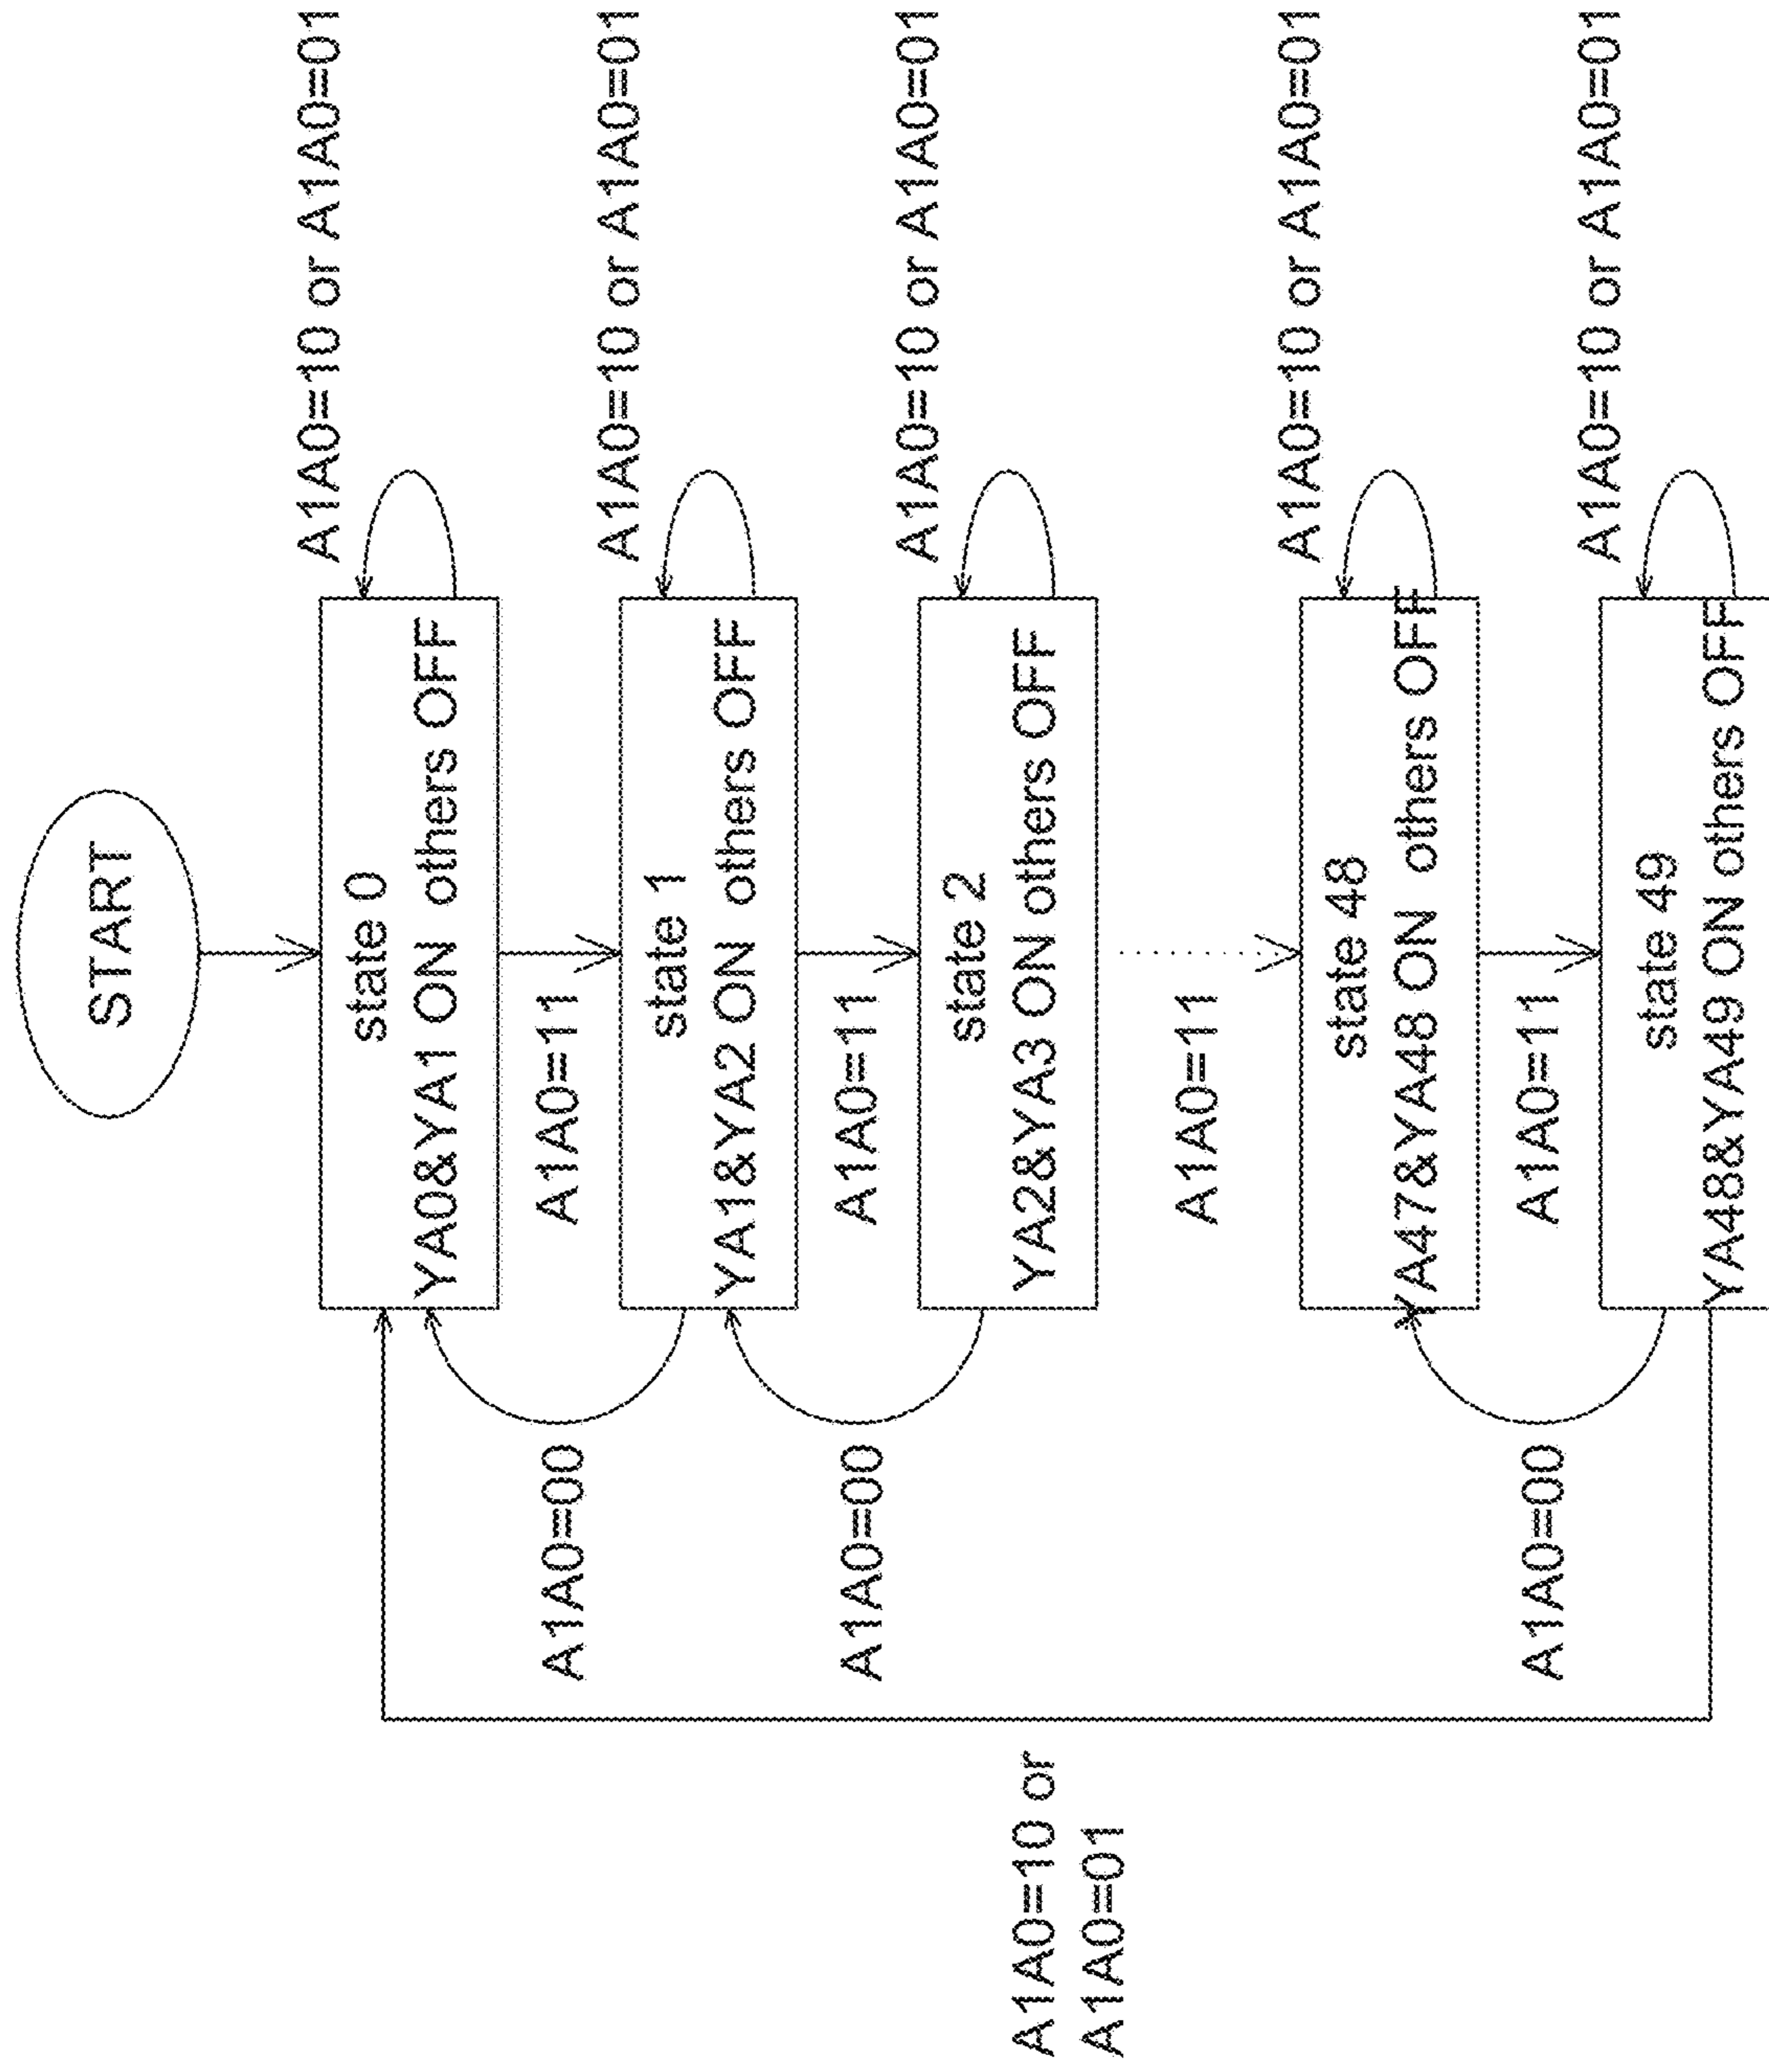 START
A1A0=10 or A1A0=01
state 0
YA0&YA1 ON others OFF
A1A0=11
A1A0=00
A1A0=10 or A1A0=01
state 1
YA1&YA2 ON others OFF
A1A0=11
A1A0=00
A1A0=10 or A1A0=01
state 2
YA2&YA3 ON others OFF
A1A0=11
A1A0=10 or
A1A0=01
A1A0=10 or A1A0=01
state 48
YA47&YA48 ON others OFF
A1A0=11
A1A0=00
A1A0=10 or A1A0=01
state 49
YA48&YA49 ON others OFF